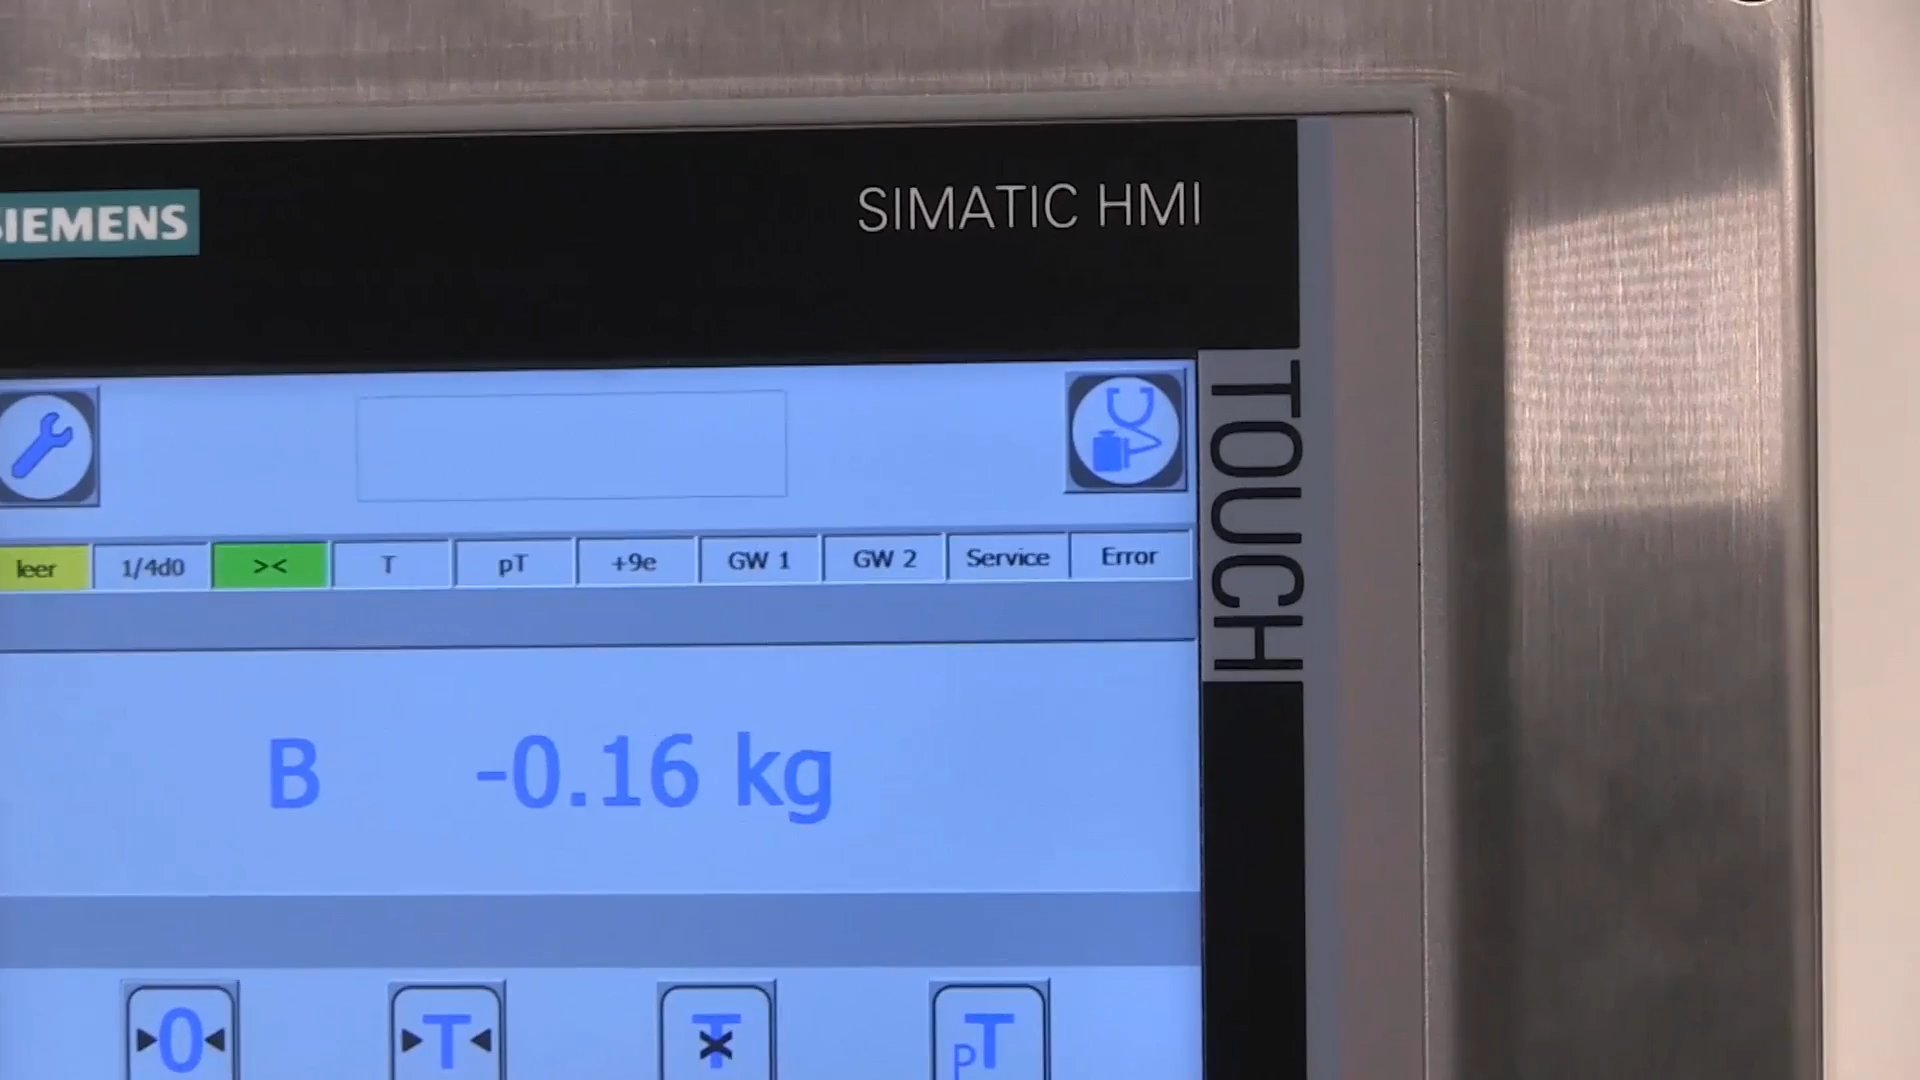 SIEMENS
SIMATIC HMI
TOUCH
leer 1/4d0 >< T pT +9e GW 1 GW 2 Service Error
B -0.16 kg
0 T T pT